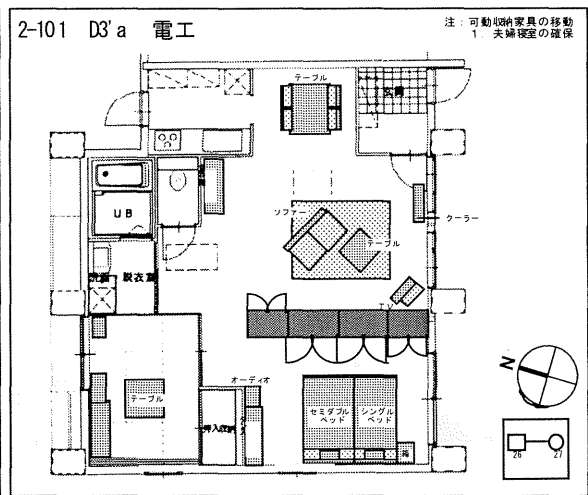 2-101 D3'a 電工
注：可動収納家具の移動
1. 夫婦寝室の確保
テーブル
玄関
UB
ソファー
テーブル
クーラー
洗面 脱衣室
TV
オーディオ
テーブル
押入収納
セミダブル
ベッド
シングル
ベッド
N
26 27